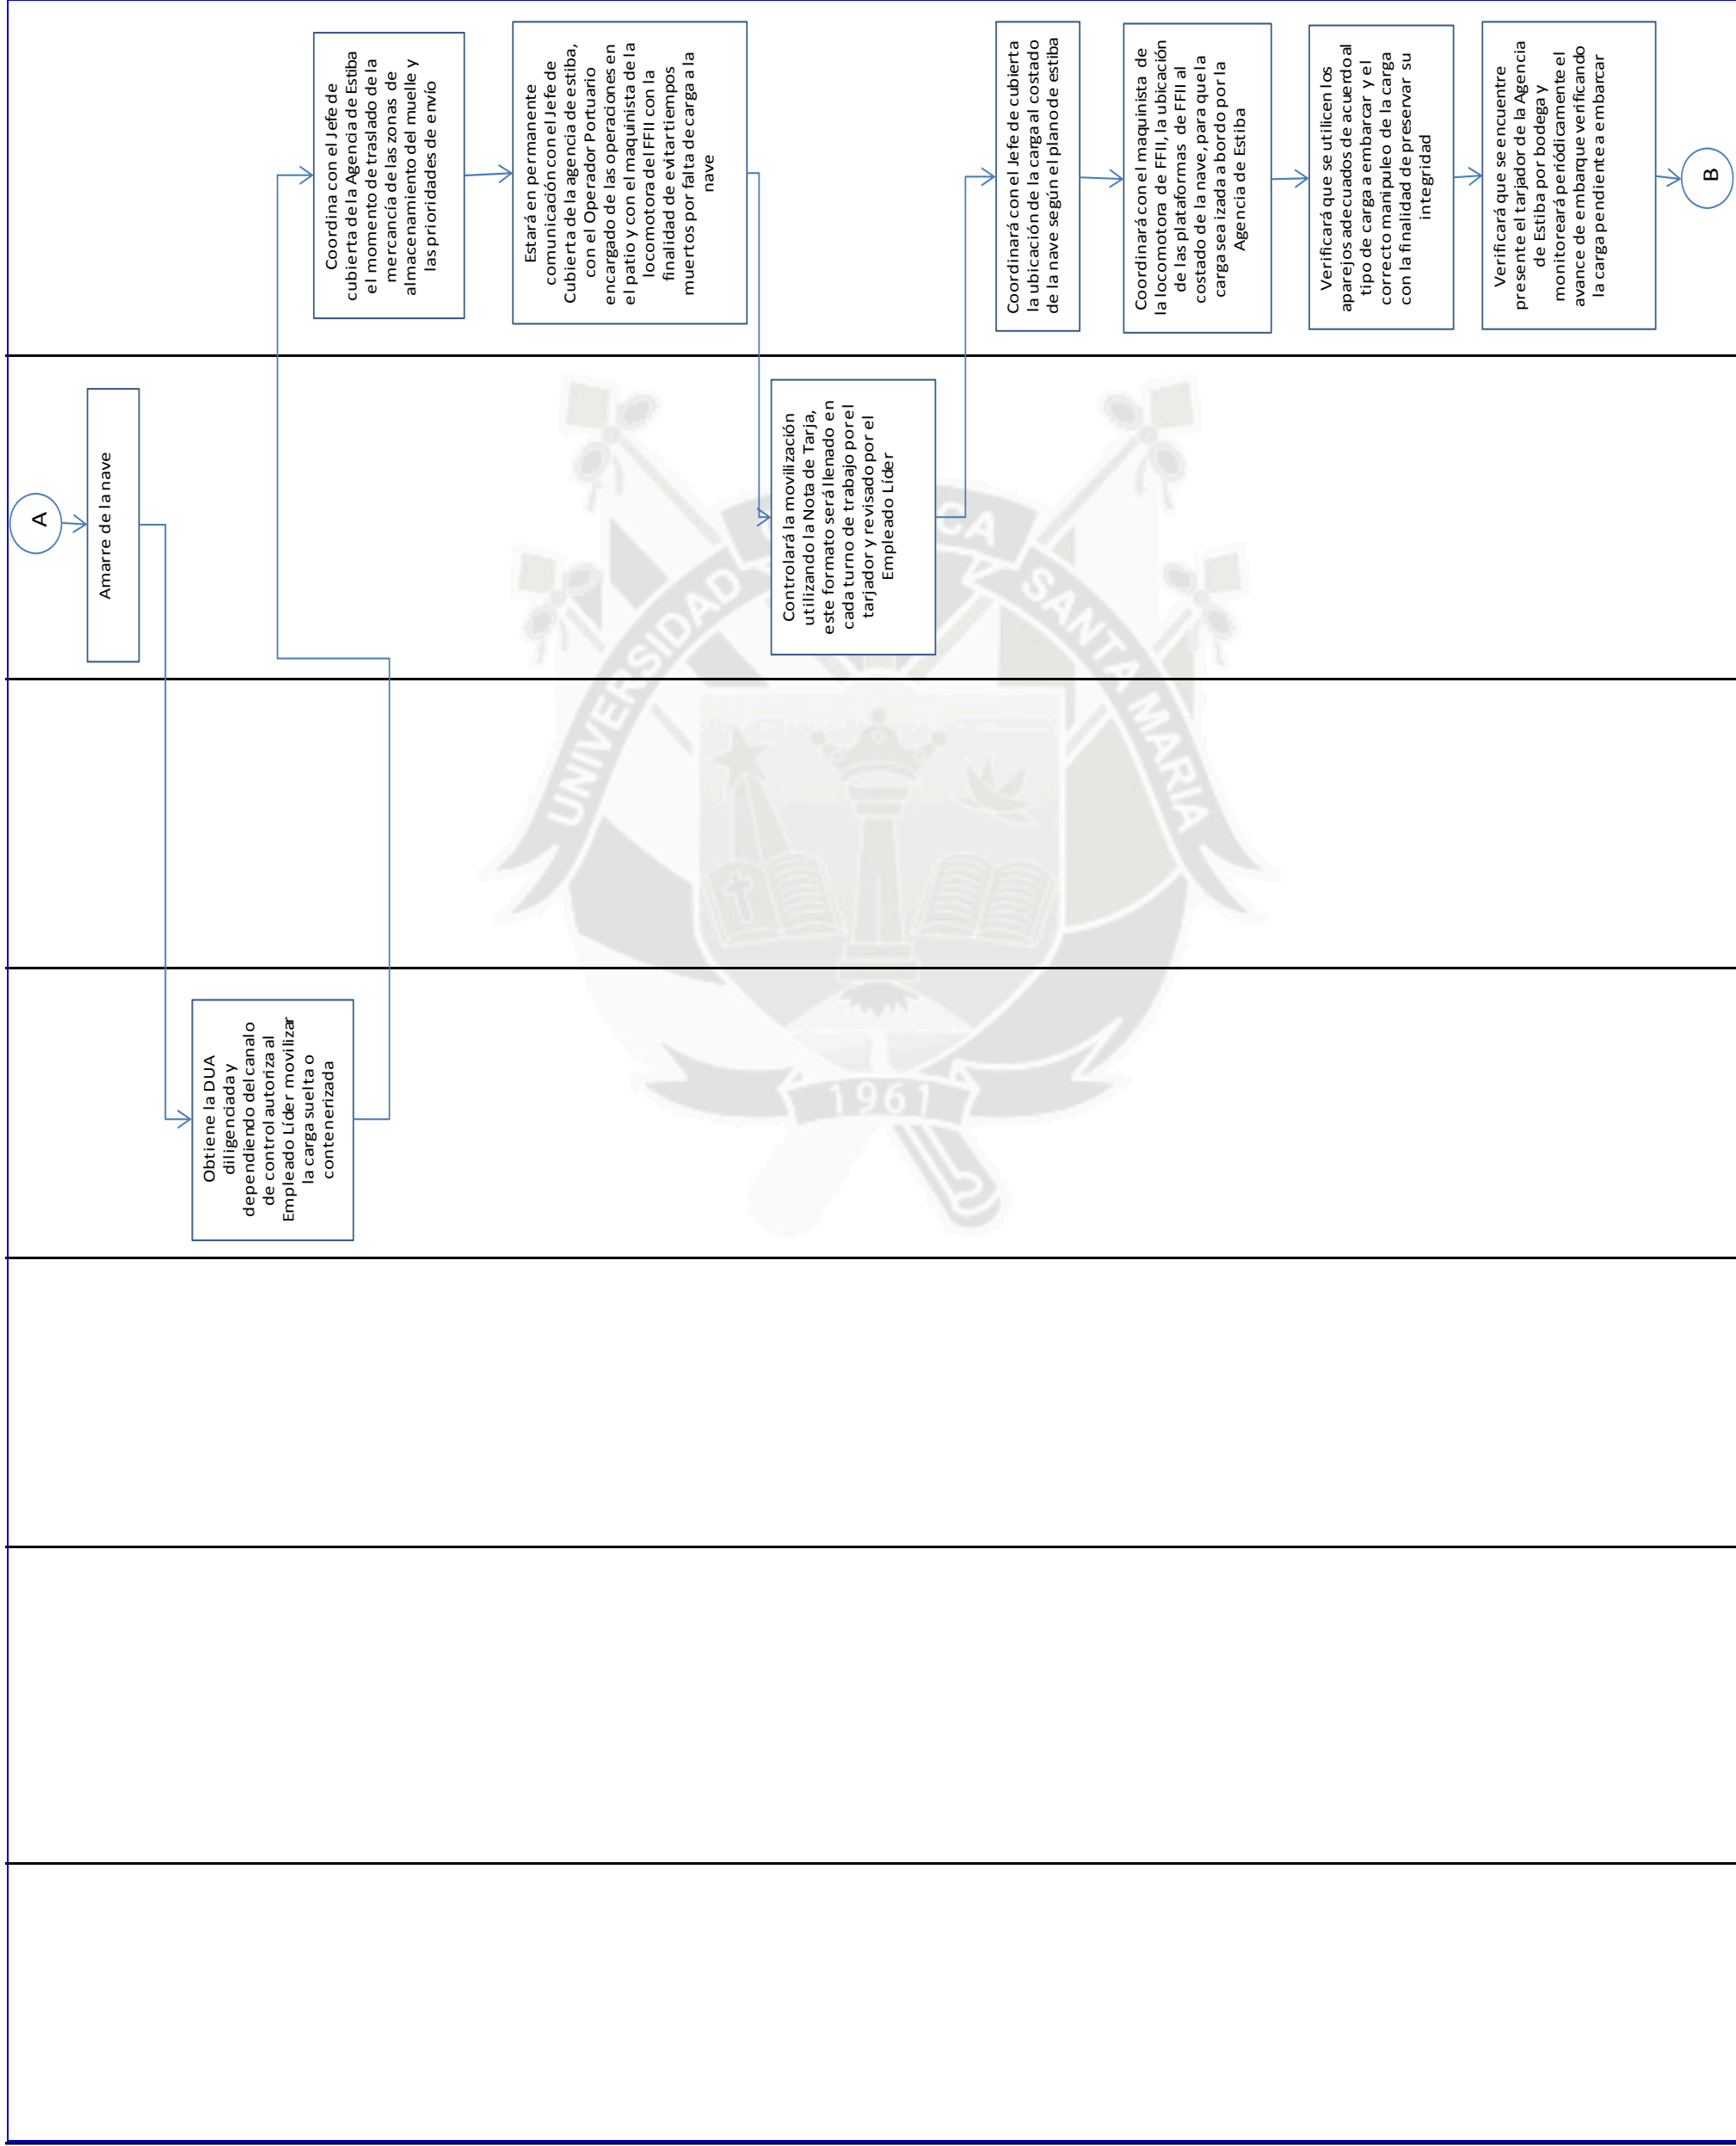 A
Amarre de la nave
Obtiene la DUA
diligenciada y
dependiendo del canalo
de control autoriza al
Empleado Líder movilizar
la carga suelta o
contenerizada
Coordina con el Jefe de
cubierta de la Agencia de Estiba
el momento de traslado de la
mercancía de las zonas de
almacenamiento del muelle y
las prioridades de envío
Estará en permanente
comunicación con el Jefe de
Cubierta de la agencia de estiba,
con el Operador Portuario
encargado de las operaciones en
el patio y con el maquinista de la
locomotora del FFII con la
finalidad de evitar tiempos
muertos por falta de carga a la
nave
Controlará la movilización
utilizando la Nota de Tarja,
este formato será llenado en
cada turno de trabajo por el
tarjador y revisado por el
Empleado Líder
Coordinará con el Jefe de cubierta
la ubicación de la carga al costado
de la nave según el plano de estiba
Coordinará con el maquinista de
la locomotora de FFII, la ubicación
de las plataformas de FFII al
costado de la nave, para que la
carga sea izada a bordo por la
Agencia de Estiba
Verificará que se utilicen los
aparejos adecuados de acuerdo al
tipo de carga a embarcar y el
correcto manipuleo de la carga
con la finalidad de preservar su
integridad
Verificará que se encuentre
presente el tarjador de la Agencia
de Estiba por bodega y
monitoreará periódicamente el
avance de embarque verificando
la carga pendiente a embarcar
B
UNIVERSIDAD
CA
SANTA MARIA
1961